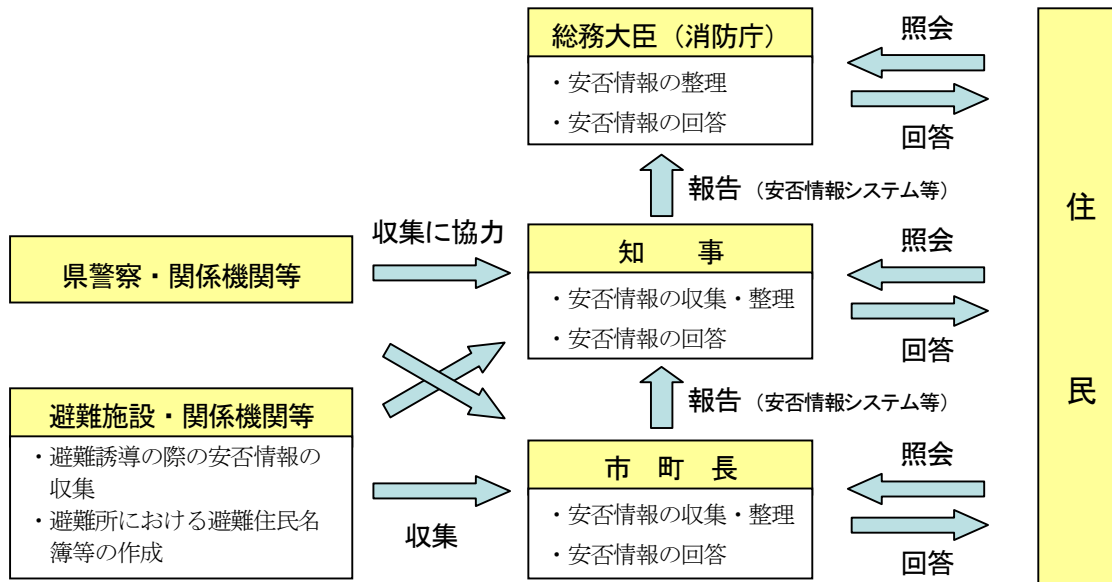 総務大臣（消防庁）
・安否情報の整理
・安否情報の回答
照会
回答
報告（安否情報システム等）
収集に協力
県警察・関係機関等
知　事
・安否情報の収集・整理
・安否情報の回答
照会
回答
報告（安否情報システム等）
避難施設・関係機関等
・避難誘導の際の安否情報の
収集
・避難所における避難住民名
簿等の作成
収集
市　町　長
・安否情報の収集・整理
・安否情報の回答
照会
回答
住
民